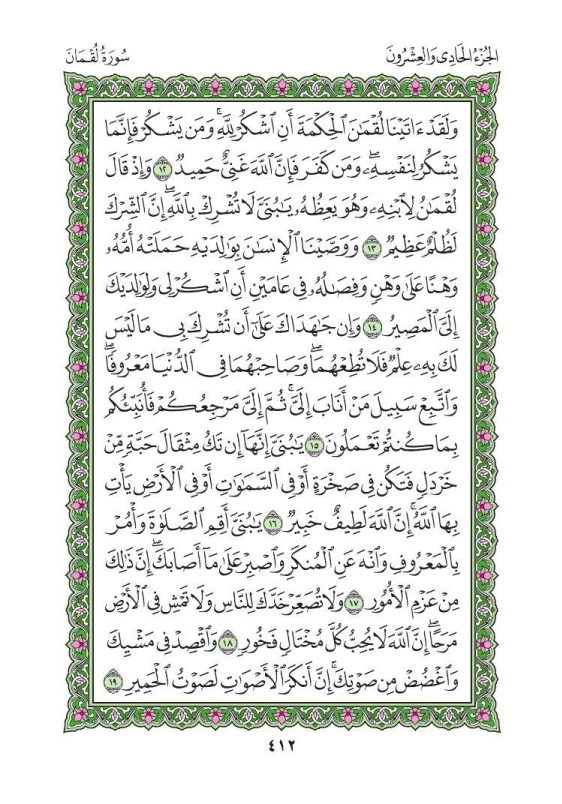 الجُزْءُ الحَادِى وَالعِشْرُونَ
سُورَةُ لُقْمَانَ
وَلَقَدْ ءَاتَيْنَا لُقْمَٰنَ ٱلْحِكْمَةَ أَنِ ٱشْكُرْ لِلَّهِۚ وَمَن يَشْكُرْ فَإِنَّمَا
يَشْكُرُ لِنَفْسِهِۦۖ وَمَن كَفَرَ فَإِنَّ ٱللَّهَ غَنِىٌّ حَمِيدٌ ١٢ وَإِذْ قَالَ
لُقْمَٰنُ لِٱبْنِهِۦ وَهُوَ يَعِظُهُۥ يَٰبُنَىَّ لَا تُشْرِكْ بِٱللَّهِۖ إِنَّ ٱلشِّرْكَ
لَظُلْمٌ عَظِيمٌ ١٣ وَوَصَّيْنَا ٱلْإِنسَٰنَ بِوَٰلِدَيْهِ حَمَلَتْهُ أُمُّهُۥ
وَهْنًا عَلَىٰ وَهْنٍ وَفِصَٰلُهُۥ فِى عَامَيْنِ أَنِ ٱشْكُرْ لِى وَلِوَٰلِدَيْكَ
إِلَىَّ ٱلْمَصِيرُ ١٤ وَإِن جَٰهَدَاكَ عَلَىٰٓ أَن تُشْرِكَ بِى مَا لَيْسَ
لَكَ بِهِۦ عِلْمٌ فَلَا تُطِعْهُمَاۖ وَصَاحِبْهُمَا فِى ٱلدُّنْيَا مَعْرُوفًاۖ
وَٱتَّبِعْ سَبِيلَ مَنْ أَنَابَ إِلَىَّۚ ثُمَّ إِلَىَّ مَرْجِعُكُمْ فَأُنَبِّئُكُم
بِمَا كُنتُمْ تَعْمَلُونَ ١٥ يَٰبُنَىَّ إِنَّهَآ إِن تَكُ مِثْقَالَ حَبَّةٍ مِّنْ
خَرْدَلٍ فَتَكُن فِى صَخْرَةٍ أَوْ فِى ٱلسَّمَٰوَٰتِ أَوْ فِى ٱلْأَرْضِ يَأْتِ
بِهَا ٱللَّهُۚ إِنَّ ٱللَّهَ لَطِيفٌ خَبِيرٌ ١٦ يَٰبُنَىَّ أَقِمِ ٱلصَّلَوٰةَ وَأْمُرْ
بِٱلْمَعْرُوفِ وَٱنْهَ عَنِ ٱلْمُنكَرِ وَٱصْبِرْ عَلَىٰ مَآ أَصَابَكَۖ إِنَّ ذَٰلِكَ
مِنْ عَزْمِ ٱلْأُمُورِ ١٧ وَلَا تُصَعِّرْ خَدَّكَ لِلنَّاسِ وَلَا تَمْشِ فِى ٱلْأَرْضِ
مَرَحًاۖ إِنَّ ٱللَّهَ لَا يُحِبُّ كُلَّ مُخْتَالٍ فَخُورٍ ١٨ وَٱقْصِدْ فِى مَشْيِكَ
وَٱغْضُضْ مِن صَوْتِكَۚ إِنَّ أَنكَرَ ٱلْأَصْوَٰتِ لَصَوْتُ ٱلْحَمِيرِ ١٩
٤١٢